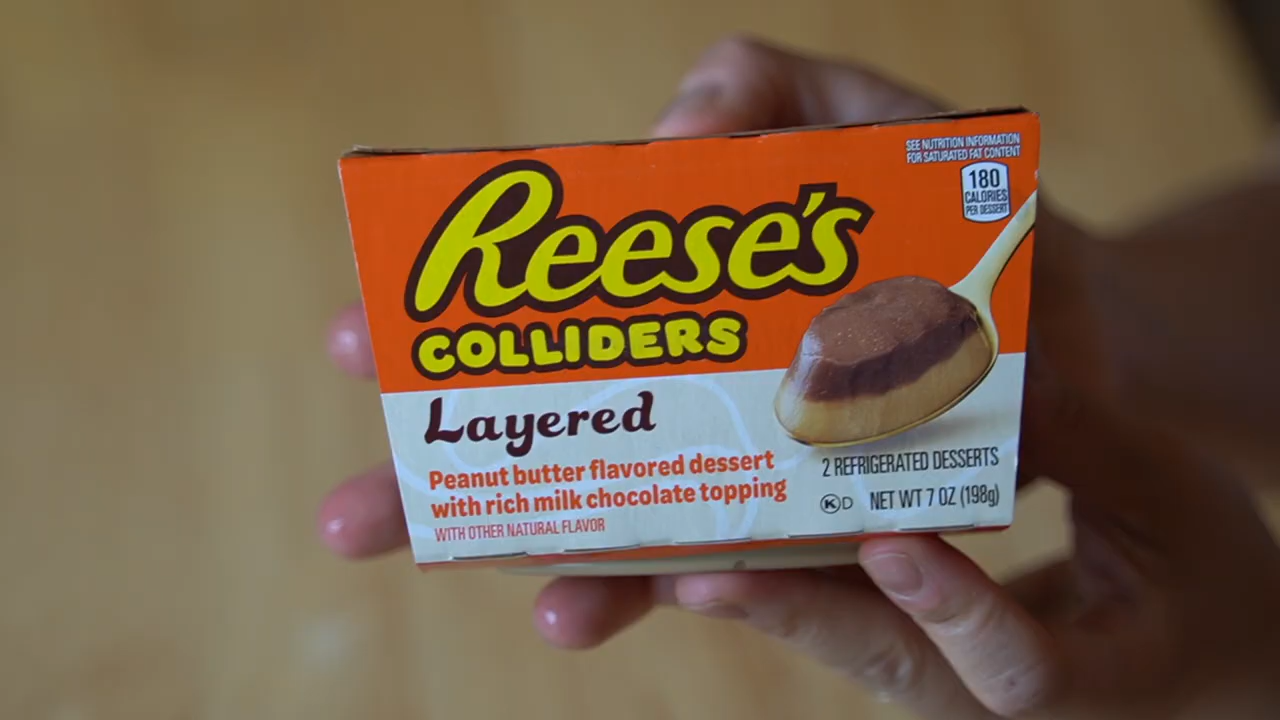 SEE NUTRITION INFORMATION
FOR SATURATED FAT CONTENT
180
CALORIES
PER DESSERT
Reese's
COLLIDERS
Layered
Peanut butter flavored dessert
with rich milk chocolate topping
WITH OTHER NATURAL FLAVOR
2 REFRIGERATED DESSERTS
K D NET WT 7 OZ (198g)